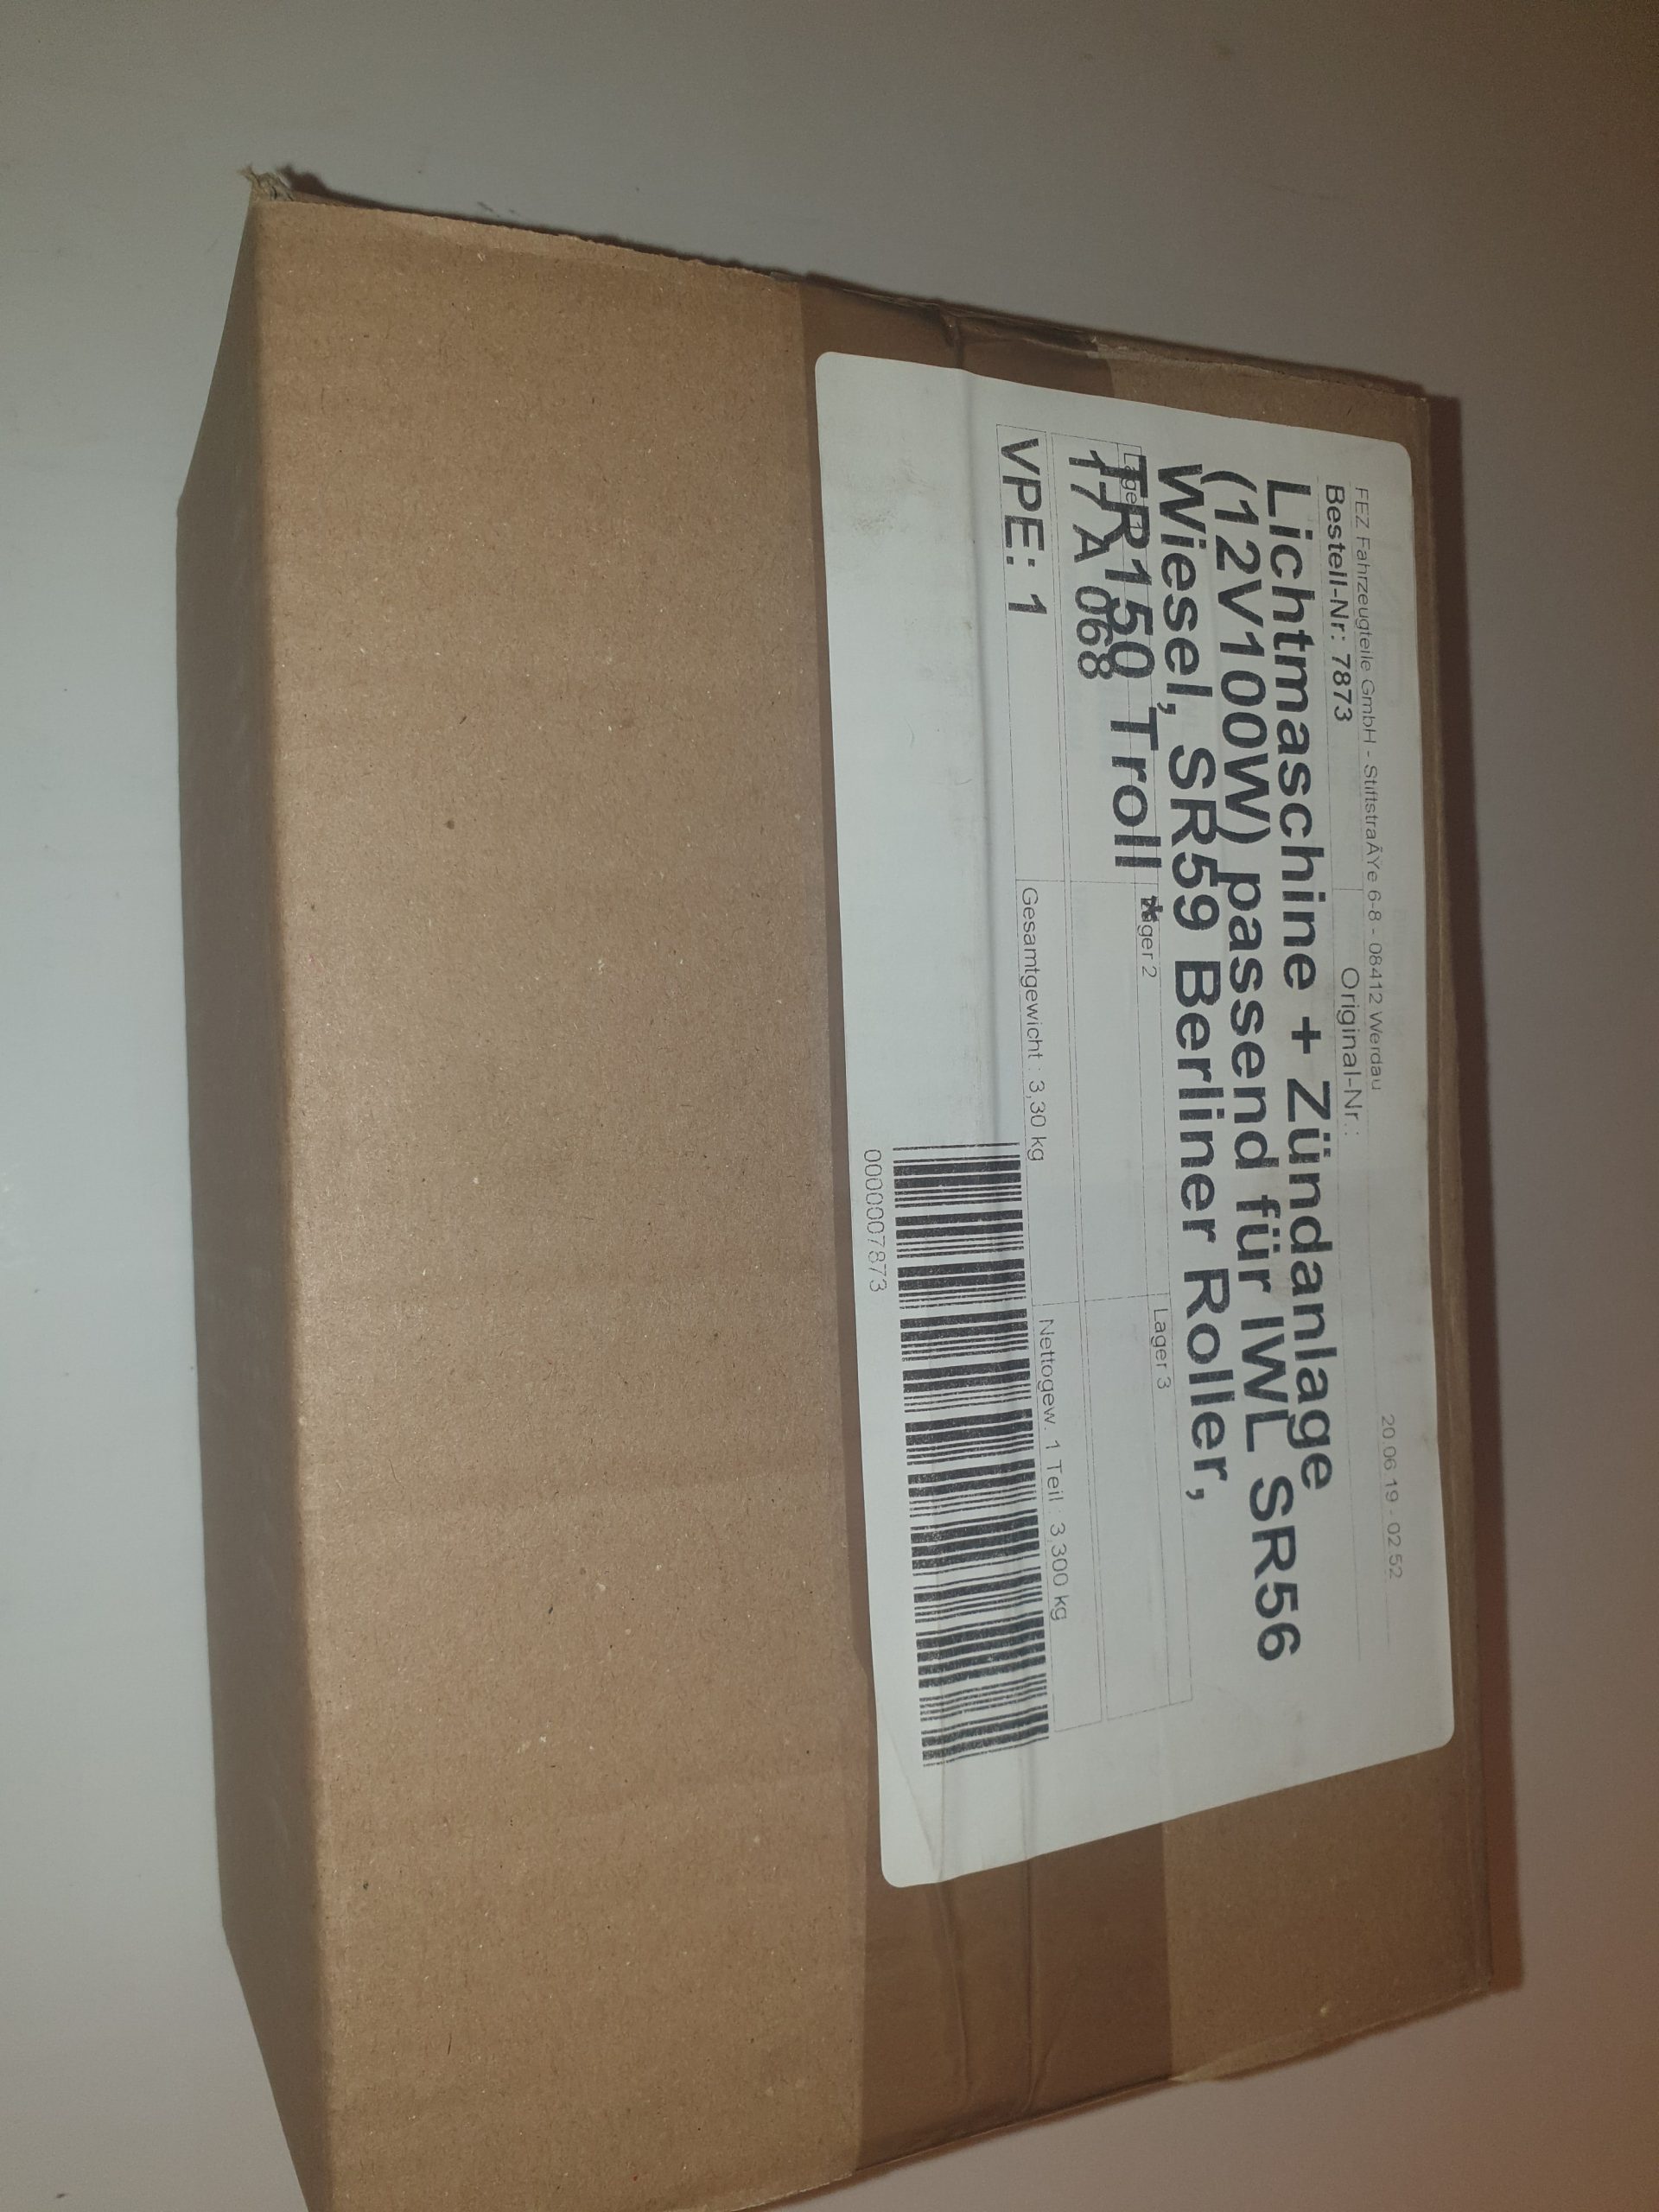 FEZ Fahrzeugteile GmbH - StiftstraÃYe 6-8 - 08412 Werdau
20.06.19 - 02:52
Bestell-Nr: 7873
Original-Nr.:
Lichtmaschine + Zündanlage
(12V100W) passend für IWL SR56
Wiesel, SR59 Berliner Roller,
TR150 Troll *
Lager 1
Lager 2
Lager 3
17 A 068
VPE: 1
Gesamtgewicht : 3,30 kg
Nettogew. 1 Teil : 3,300 kg
0000007873